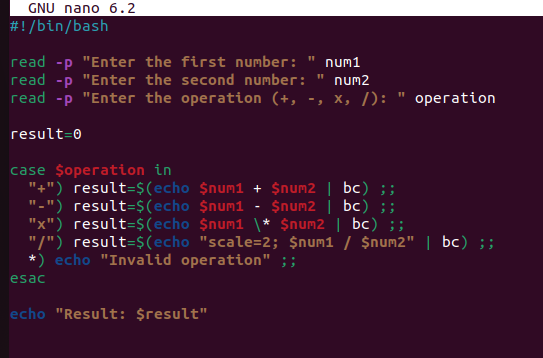 GNU nano 6.2
#!/bin/bash
read -p "Enter the first number: " num1
read -p "Enter the second number: " num2
read -p "Enter the operation (+, -, x, /): " operation
result=0
case $operation in
"+") result=$(echo $num1 + $num2 | bc) ;;
"-") result=$(echo $num1 - $num2 | bc) ;;
"x") result=$(echo $num1 \* $num2 | bc) ;;
"/") result=$(echo "scale=2; $num1 / $num2" | bc) ;;
*) echo "Invalid operation" ;;
esac
echo "Result: $result"